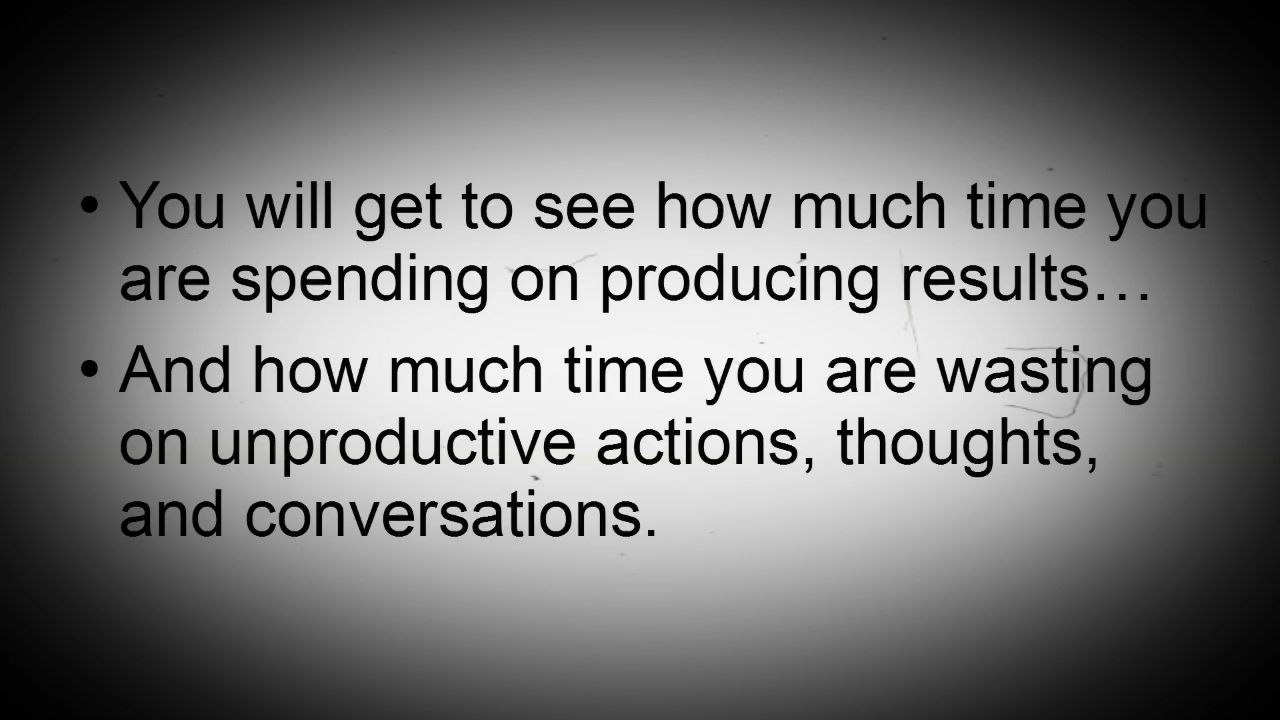 • You will get to see how much time you
are spending on producing results…
• And how much time you are wasting
on unproductive actions, thoughts,
and conversations.